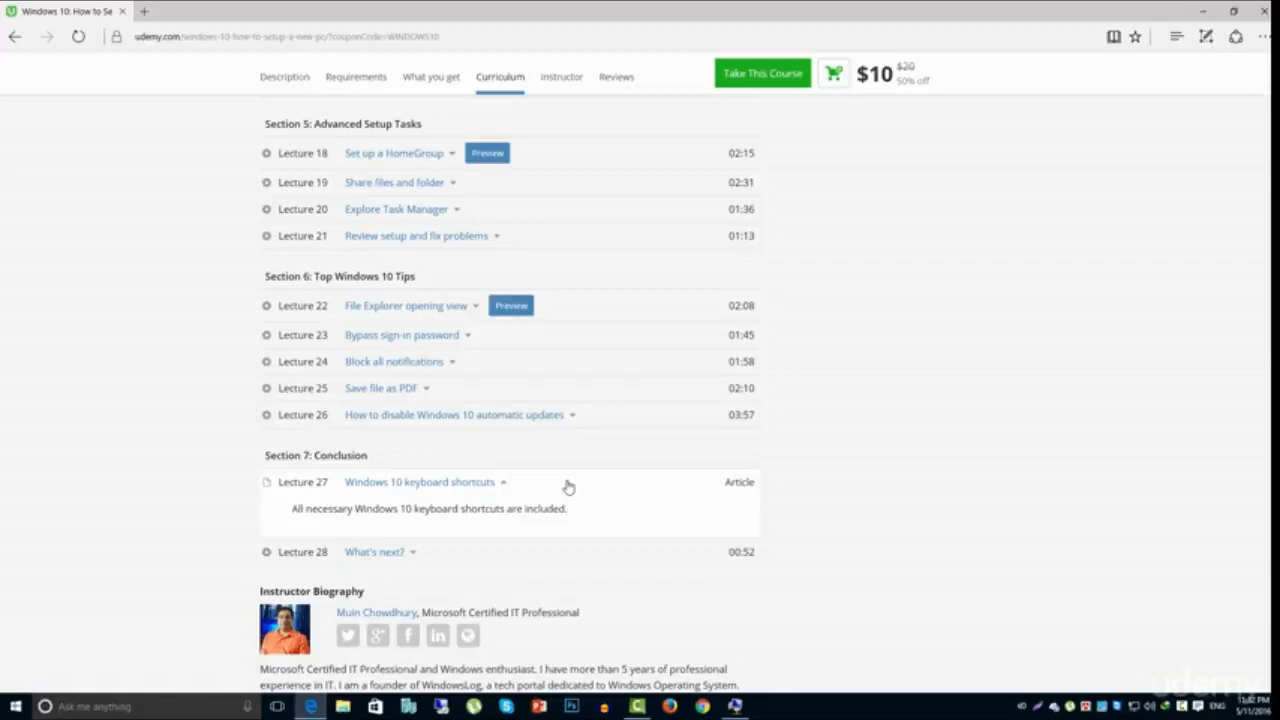 Windows 10: How to Se
udemy.com/windows-10-how-to-setup-a-new-pc/?couponCode=WINDOWS10
Description Requirements What you get Curriculum Instructor Reviews Take This Course $10 $20
50% off
Section 5: Advanced Setup Tasks
Lecture 18 Set up a HomeGroup Preview 02:15
Lecture 19 Share files and folder 02:31
Lecture 20 Explore Task Manager 01:36
Lecture 21 Review setup and fix problems 01:13
Section 6: Top Windows 10 Tips
Lecture 22 File Explorer opening view Preview 02:08
Lecture 23 Bypass sign-in password 01:45
Lecture 24 Block all notifications 01:58
Lecture 25 Save file as PDF 02:10
Lecture 26 How to disable Windows 10 automatic updates 03:57
Section 7: Conclusion
Lecture 27 Windows 10 keyboard shortcuts Article
All necessary Windows 10 keyboard shortcuts are included.
Lecture 28 What's next? 00:52
Instructor Biography
Muin Chowdhury, Microsoft Certified IT Professional
Microsoft Certified IT Professional and Windows enthusiast. I have more than 5 years of professional
experience in IT. I am a founder of WindowsLog, a tech portal dedicated to Windows Operating System.
udemy
Ask me anything
ENG
5/11/2016